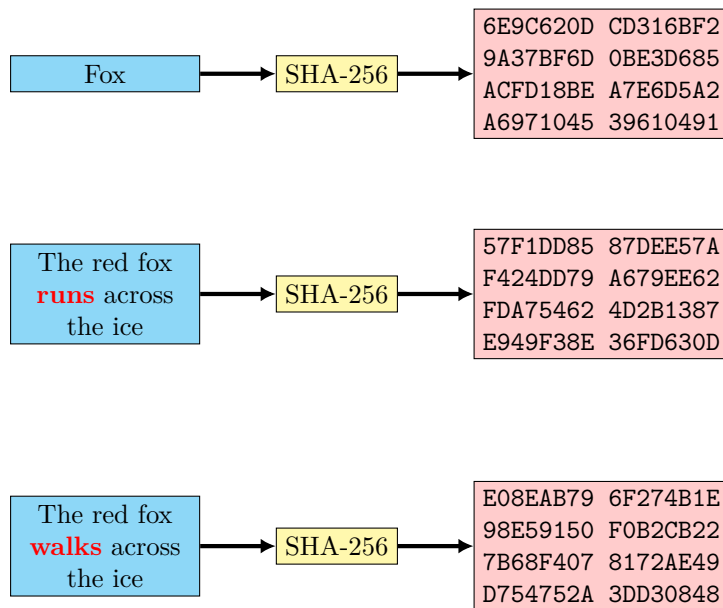 Fox
SHA-256
6E9C620D CD316BF2
9A37BF6D 0BE3D685
ACFD18BE A7E6D5A2
A6971045 39610491
The red fox
runs across
the ice
SHA-256
57F1DD85 87DEE57A
F424DD79 A679EE62
FDA75462 4D2B1387
E949F38E 36FD630D
The red fox
walks across
the ice
SHA-256
E08EAB79 6F274B1E
98E59150 F0B2CB22
7B68F407 8172AE49
D754752A 3DD30848